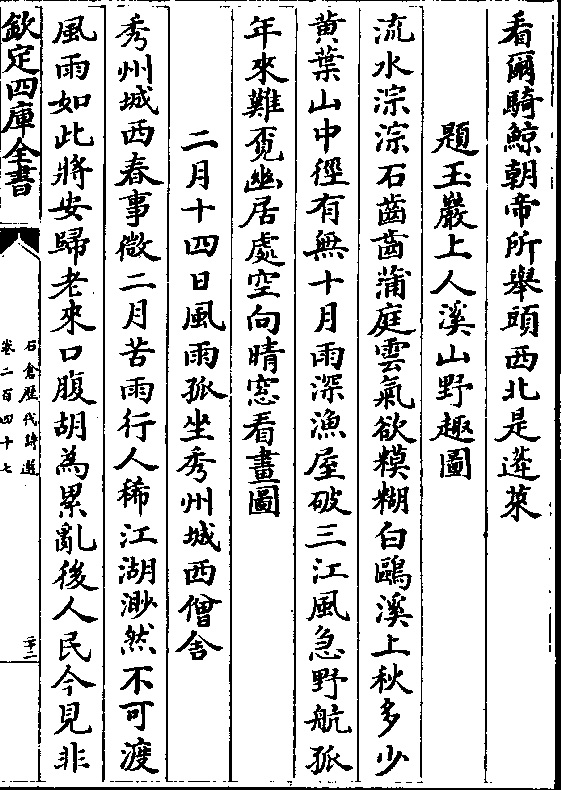 看爾騎鯨朝帝所舉頭西北是蓬萊
題玉巖上人溪山野趣圖
流水淙淙石齒齒蒲庭雲氣欲糢糊白鷗溪上秋多少
黄葉山中徑有無十月雨深漁屋破三江風急野航孤
年來難覓幽居處空向晴窓看畫圖
二月十四日風雨孤坐秀州城西僧舍
秀州城西春事微二月苦雨行人稀江湖渺然不可渡
風雨如此將安歸老來口腹胡為累亂後人民今見非
欽定四庫全書
石倉歷代詩選
卷二百四十七
二十二